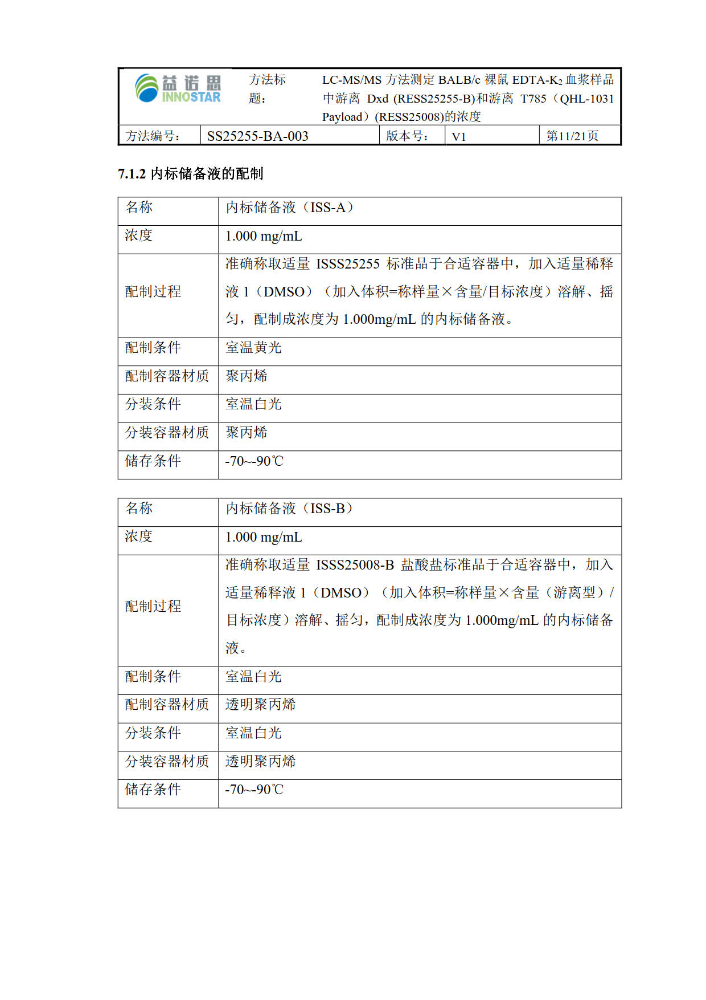 益诺思
INNOSTAR
方法标
题：
LC-MS/MS 方法测定 BALB/c 裸鼠 EDTA-K2 血浆样品
中游离 Dxd (RESS25255-B)和游离 T785（QHL-1031
Payload）(RESS25008)的浓度
方法编号： SS25255-BA-003 版本号： V1 第11/21页
7.1.2 内标储备液的配制
名称 内标储备液（ISS-A）
浓度 1.000 mg/mL
配制过程
准确称取适量 ISSS25255 标准品于合适容器中，加入适量稀释
液 1（DMSO）（加入体积=称样量×含量/目标浓度）溶解、摇
匀，配制成浓度为 1.000mg/mL 的内标储备液。
配制条件 室温黄光
配制容器材质 聚丙烯
分装条件 室温白光
分装容器材质 聚丙烯
储存条件 -70~-90℃
名称 内标储备液（ISS-B）
浓度 1.000 mg/mL
配制过程
准确称取适量 ISSS25008-B 盐酸盐标准品于合适容器中，加入
适量稀释液 1（DMSO）（加入体积=称样量×含量（游离型）/
目标浓度）溶解、摇匀，配制成浓度为 1.000mg/mL 的内标储备
液。
配制条件 室温白光
配制容器材质 透明聚丙烯
分装条件 室温白光
分装容器材质 透明聚丙烯
储存条件 -70~-90℃